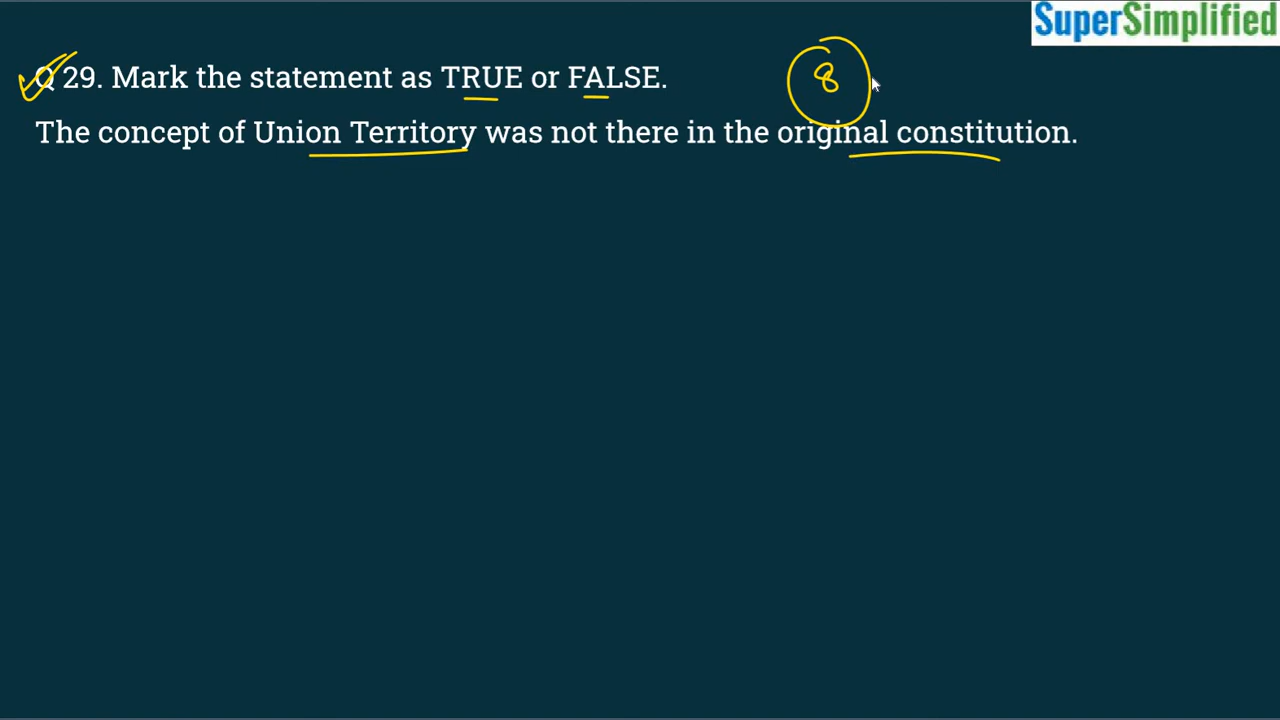 SuperSimplified
Q 29. Mark the statement as TRUE or FALSE.
8
The concept of Union Territory was not there in the original constitution.